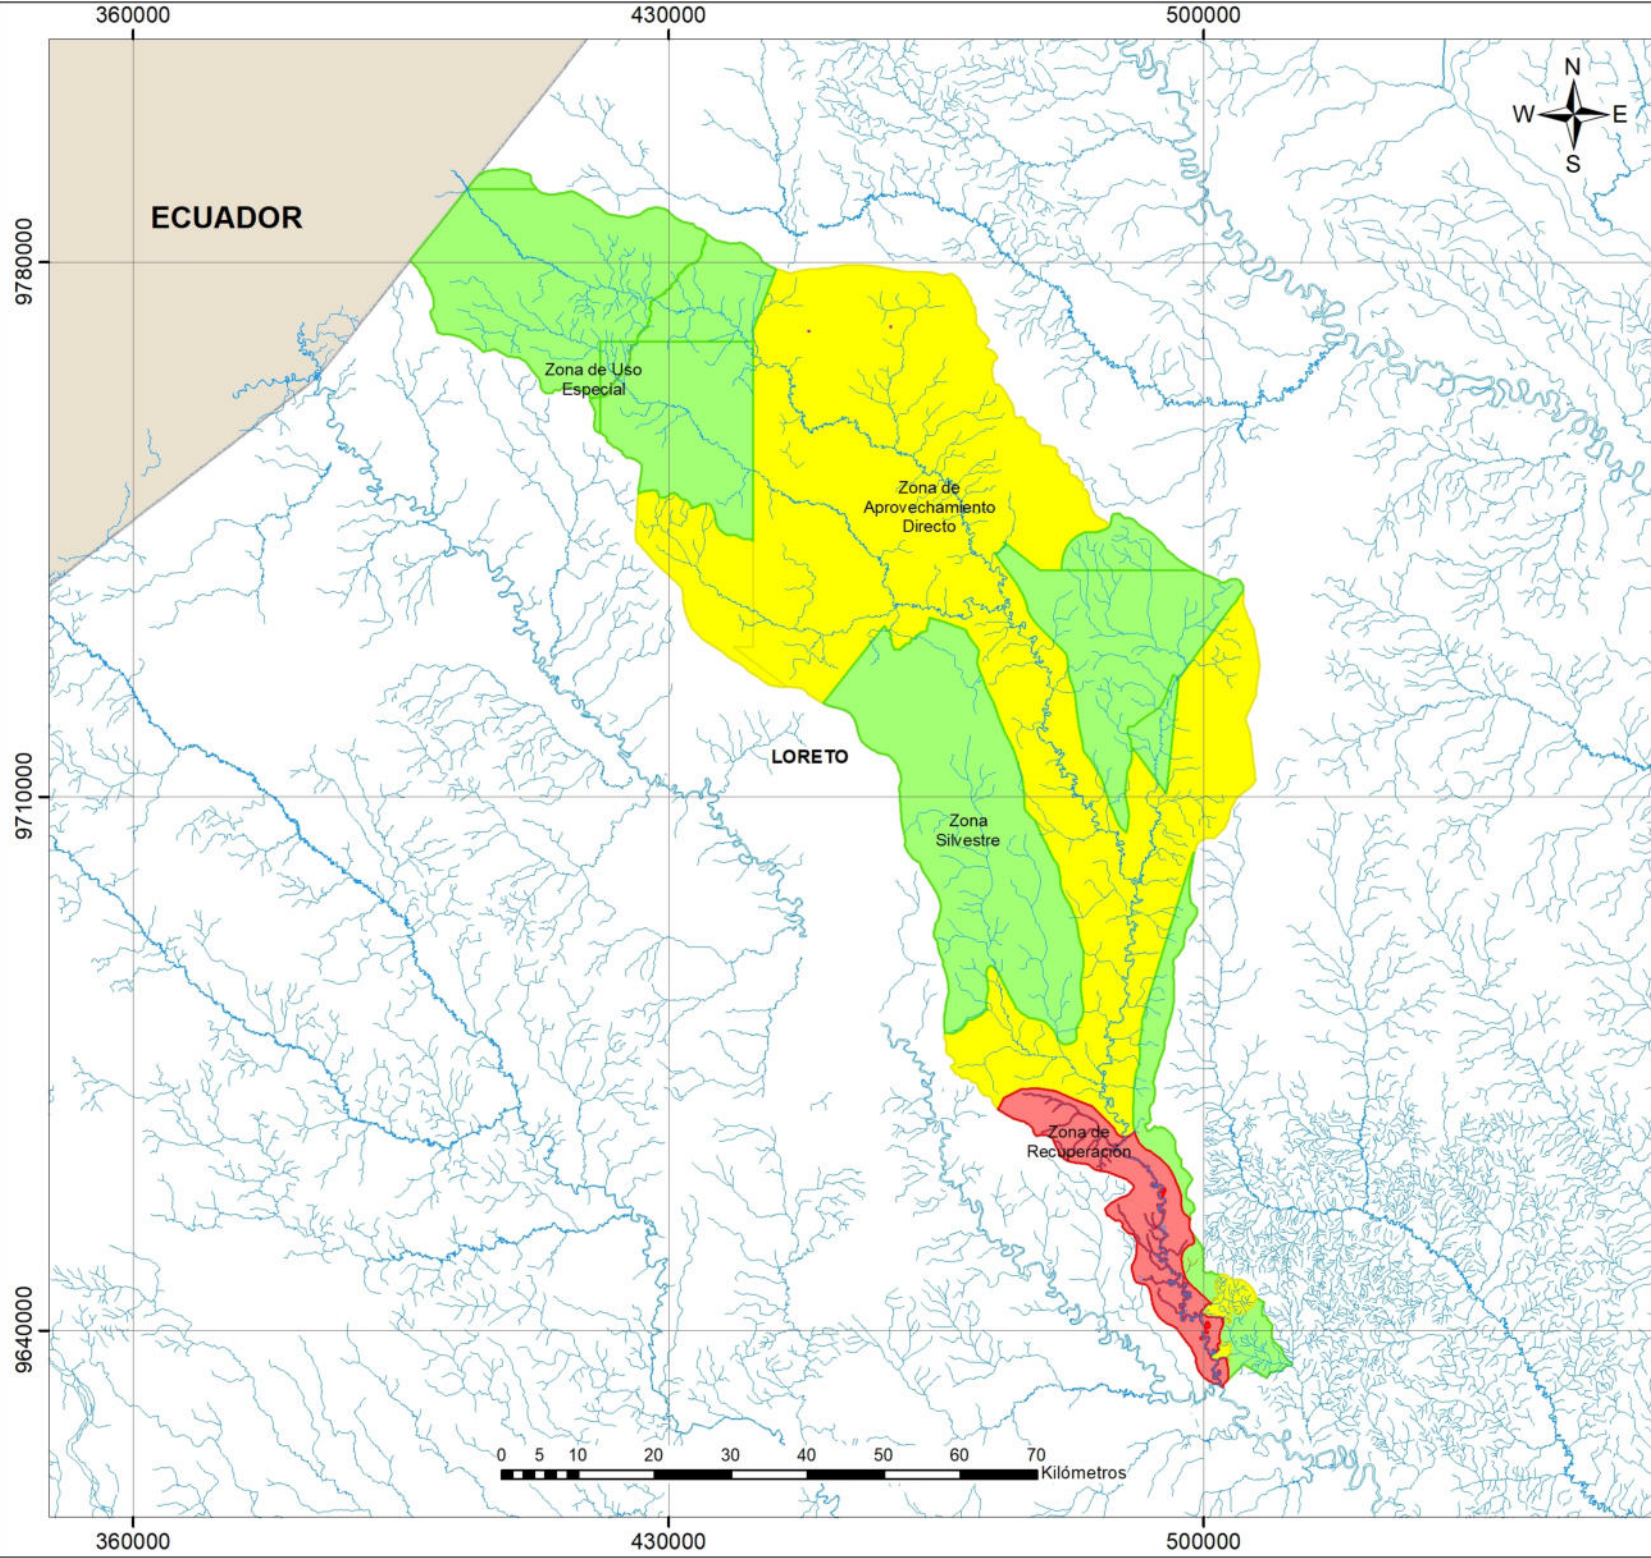 360000 430000 500000
N
W E
S
ECUADOR
9780000
Zona de Uso
Especial
Zona de
Aprovechamiento
Directo
LORETO
9710000
Zona
Silvestre
Zona de
Recuperación
9640000
0 5 10 20 30 40 50 60 70
Kilómetros
360000 430000 500000